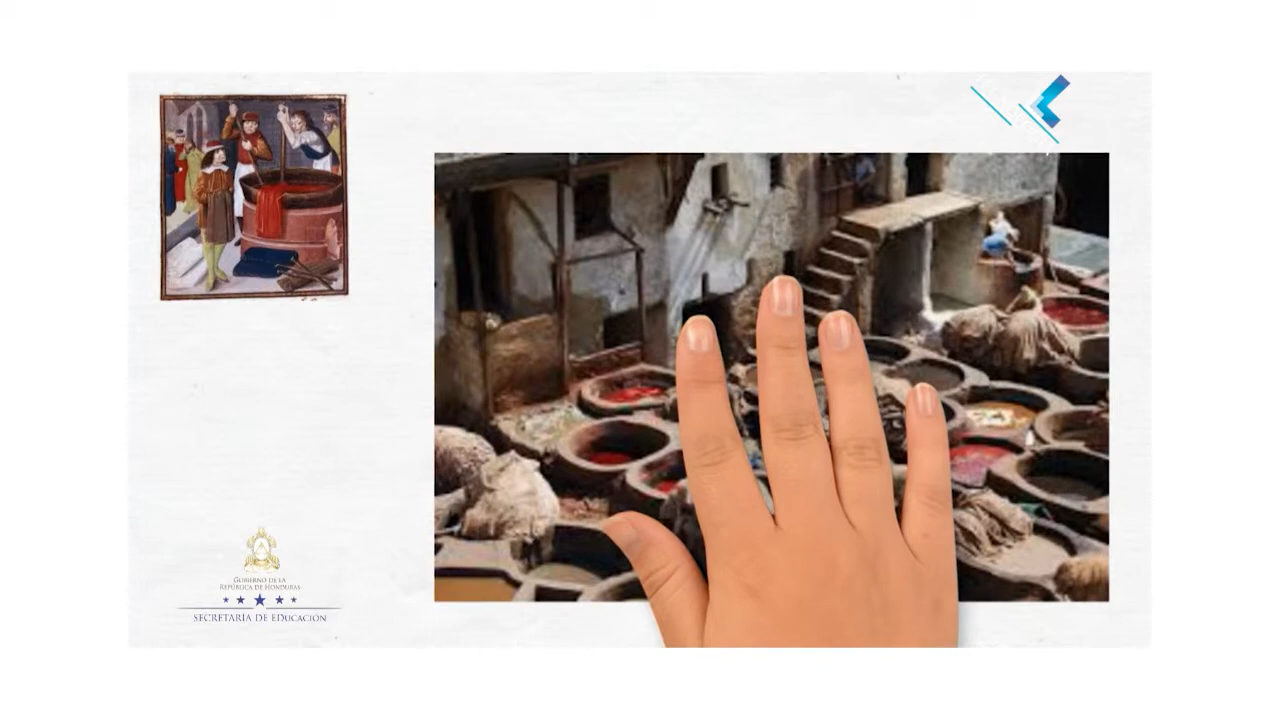 GOBIERNO DE LA
REPÚBLICA DE HONDURAS
SECRETARÍA DE EDUCACIÓN